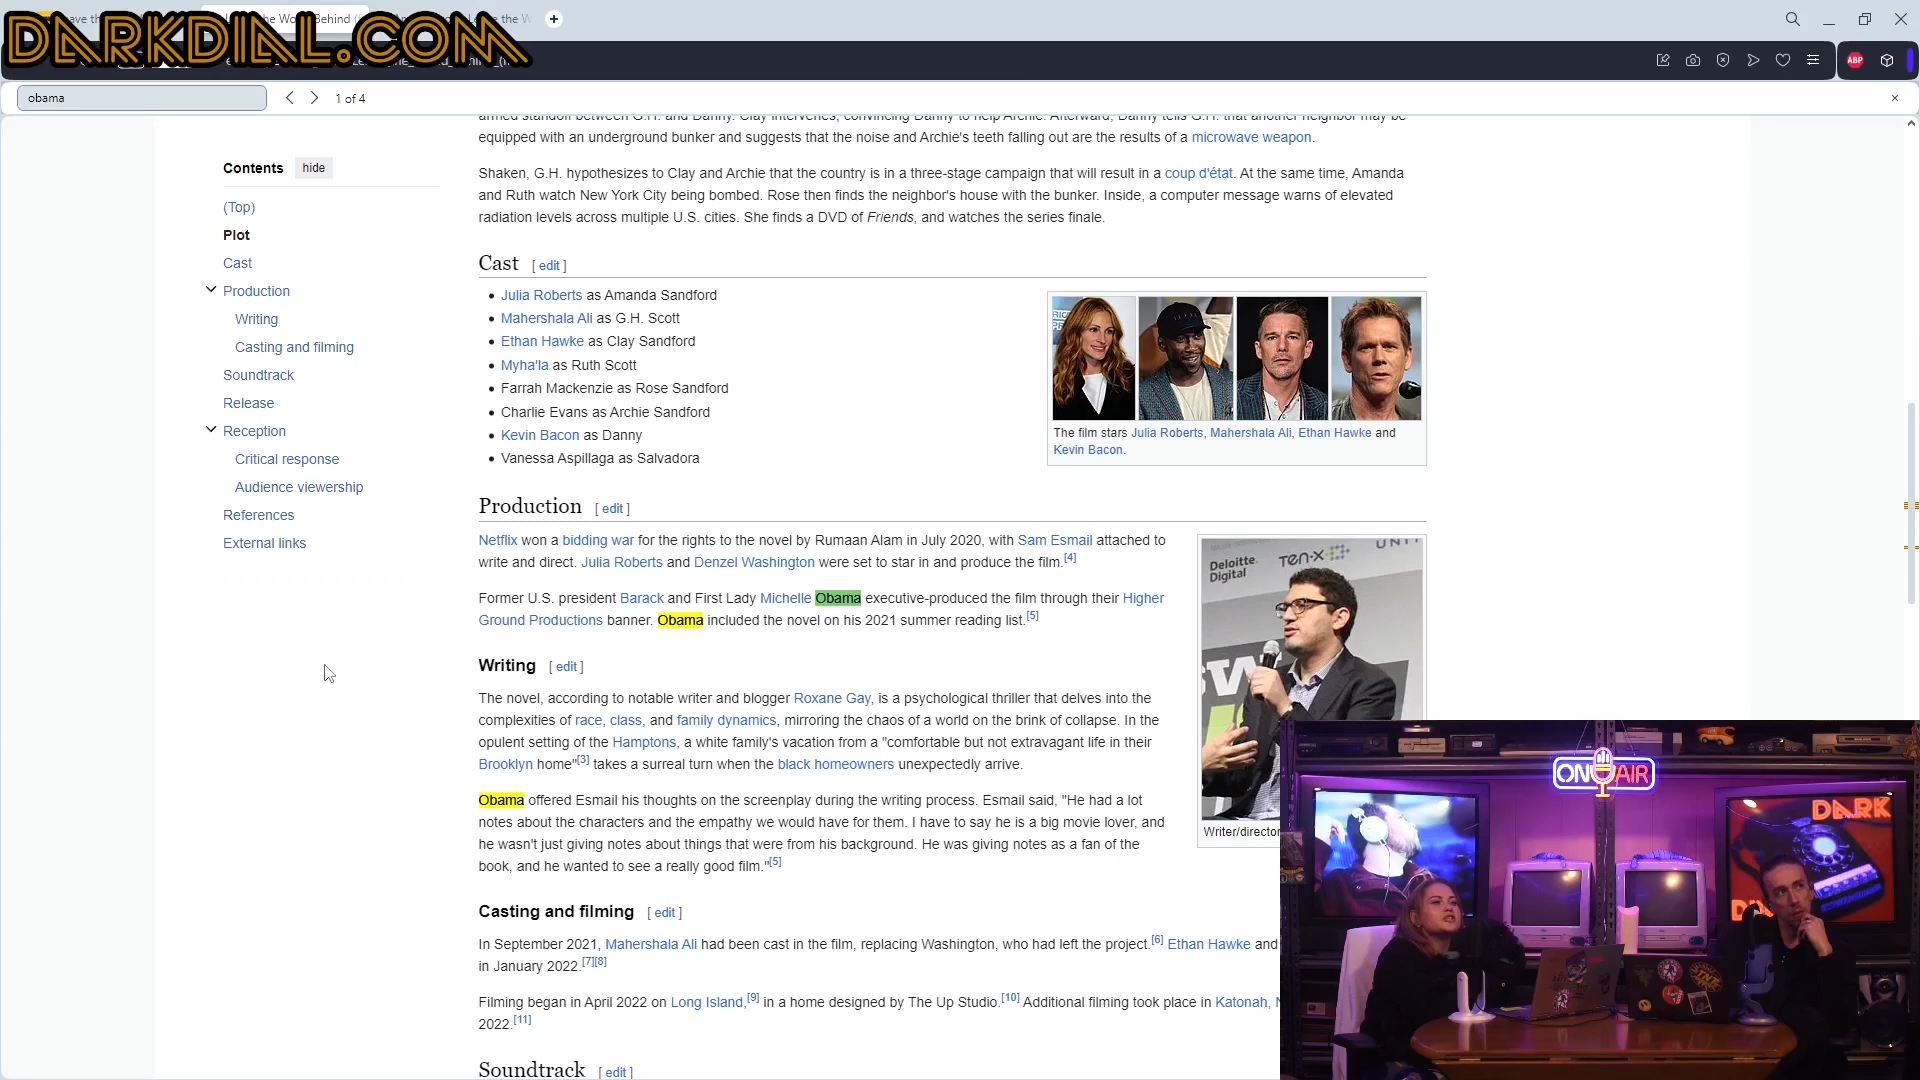 DARKDIAL.COM
the World Behind
obama
1 of 4
equipped with an underground bunker and suggests that the noise and Archie's teeth falling out are the results of a microwave weapon.
Contents hide
(Top)
Plot
Cast
Production
Writing
Casting and filming
Soundtrack
Release
Reception
Critical response
Audience viewership
References
External links
Shaken, G.H. hypothesizes to Clay and Archie that the country is in a three-stage campaign that will result in a coup d'état. At the same time, Amanda
and Ruth watch New York City being bombed. Rose then finds the neighbor's house with the bunker. Inside, a computer message warns of elevated
radiation levels across multiple U.S. cities. She finds a DVD of Friends, and watches the series finale.
Cast [ edit ]
Julia Roberts as Amanda Sandford
Mahershala Ali as G.H. Scott
Ethan Hawke as Clay Sandford
Myha'la as Ruth Scott
Farrah Mackenzie as Rose Sandford
Charlie Evans as Archie Sandford
Kevin Bacon as Danny
Vanessa Aspillaga as Salvadora
The film stars Julia Roberts, Mahershala Ali, Ethan Hawke and
Kevin Bacon.
Production [ edit ]
Netflix won a bidding war for the rights to the novel by Rumaan Alam in July 2020, with Sam Esmail attached to
write and direct. Julia Roberts and Denzel Washington were set to star in and produce the film.[4]
Former U.S. president Barack and First Lady Michelle Obama executive-produced the film through their Higher
Ground Productions banner. Obama included the novel on his 2021 summer reading list.[5]
Deloitte.
Digital
TEN-X
Writer/director
Writing [ edit ]
The novel, according to notable writer and blogger Roxane Gay, is a psychological thriller that delves into the
complexities of race, class, and family dynamics, mirroring the chaos of a world on the brink of collapse. In the
opulent setting of the Hamptons, a white family's vacation from a "comfortable but not extravagant life in their
Brooklyn home"[3] takes a surreal turn when the black homeowners unexpectedly arrive.
Obama offered Esmail his thoughts on the screenplay during the writing process. Esmail said, "He had a lot
notes about the characters and the empathy we would have for them. I have to say he is a big movie lover, and
he wasn't just giving notes about things that were from his background. He was giving notes as a fan of the
book, and he wanted to see a really good film."[5]
Casting and filming [ edit ]
In September 2021, Mahershala Ali had been cast in the film, replacing Washington, who had left the project.[6] Ethan Hawke and
in January 2022.[7][8]
Filming began in April 2022 on Long Island,[9] in a home designed by The Up Studio.[10] Additional filming took place in Katonah,
2022.[11]
Soundtrack [ edit ]
ABP
ON AIR
DARK